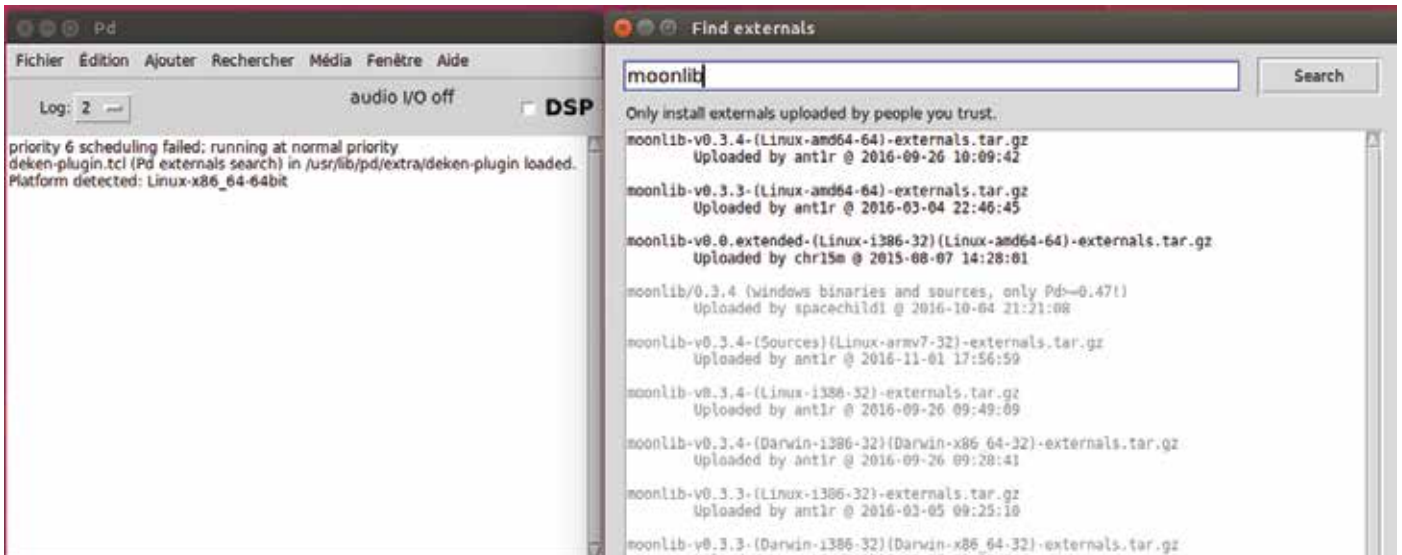 Pd
Fichier Édition Ajouter Rechercher Média Fenêtre Aide
Log: 2
audio I/O off
DSP
priority 6 scheduling failed; running at normal priority
deken-plugin.tcl (Pd externals search) in /usr/lib/pd/extra/deken-plugin loaded.
Platform detected: Linux-x86_64-64bit
Find externals
moonlib
Search
Only install externals uploaded by people you trust.
moonlib-v0.3.4-(Linux-amd64-64)-externals.tar.gz
Uploaded by ant1r @ 2016-09-26 10:09:42
moonlib-v0.3.3-(Linux-amd64-64)-externals.tar.gz
Uploaded by ant1r @ 2016-03-04 22:46:45
moonlib-v0.0.extended-(Linux-i386-32)(Linux-amd64-64)-externals.tar.gz
Uploaded by chr15m @ 2015-08-07 14:28:01
moonlib/0.3.4 (windows binaries and sources, only Pd>=0.47!)
Uploaded by spacechild1 @ 2016-10-04 21:21:08
moonlib-v0.3.4-(Sources)(Linux-armv7-32)-externals.tar.gz
Uploaded by ant1r @ 2016-11-01 17:56:59
moonlib-v0.3.4-(Linux-i386-32)-externals.tar.gz
Uploaded by ant1r @ 2016-09-26 09:49:09
moonlib-v0.3.4-(Darwin-i386-32)(Darwin-x86_64-32)-externals.tar.gz
Uploaded by ant1r @ 2016-09-26 09:28:41
moonlib-v0.3.3-(Linux-i386-32)-externals.tar.gz
Uploaded by ant1r @ 2016-03-05 09:25:10
moonlib-v0.3.3-(Darwin-i386-32)(Darwin-x86_64-32)-externals.tar.gz